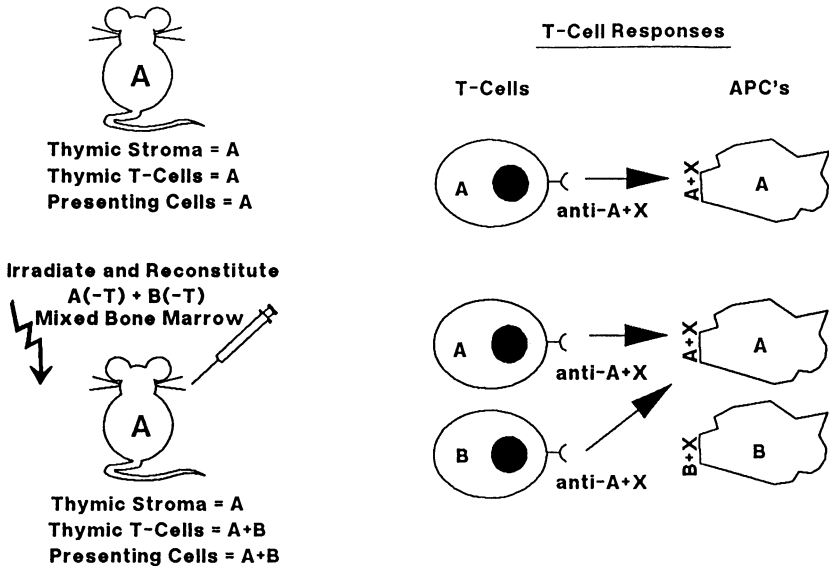 A
Thymic Stroma = A
Thymic T-Cells = A
Presenting Cells = A
T-Cell Responses
T-Cells APC's
A anti-A+X A+X A
Irradiate and Reconstitute
A(-T) + B(-T)
Mixed Bone Marrow
A
Thymic Stroma = A
Thymic T-Cells = A+B
Presenting Cells = A+B
A anti-A+X A+X A
B anti-A+X B+X B